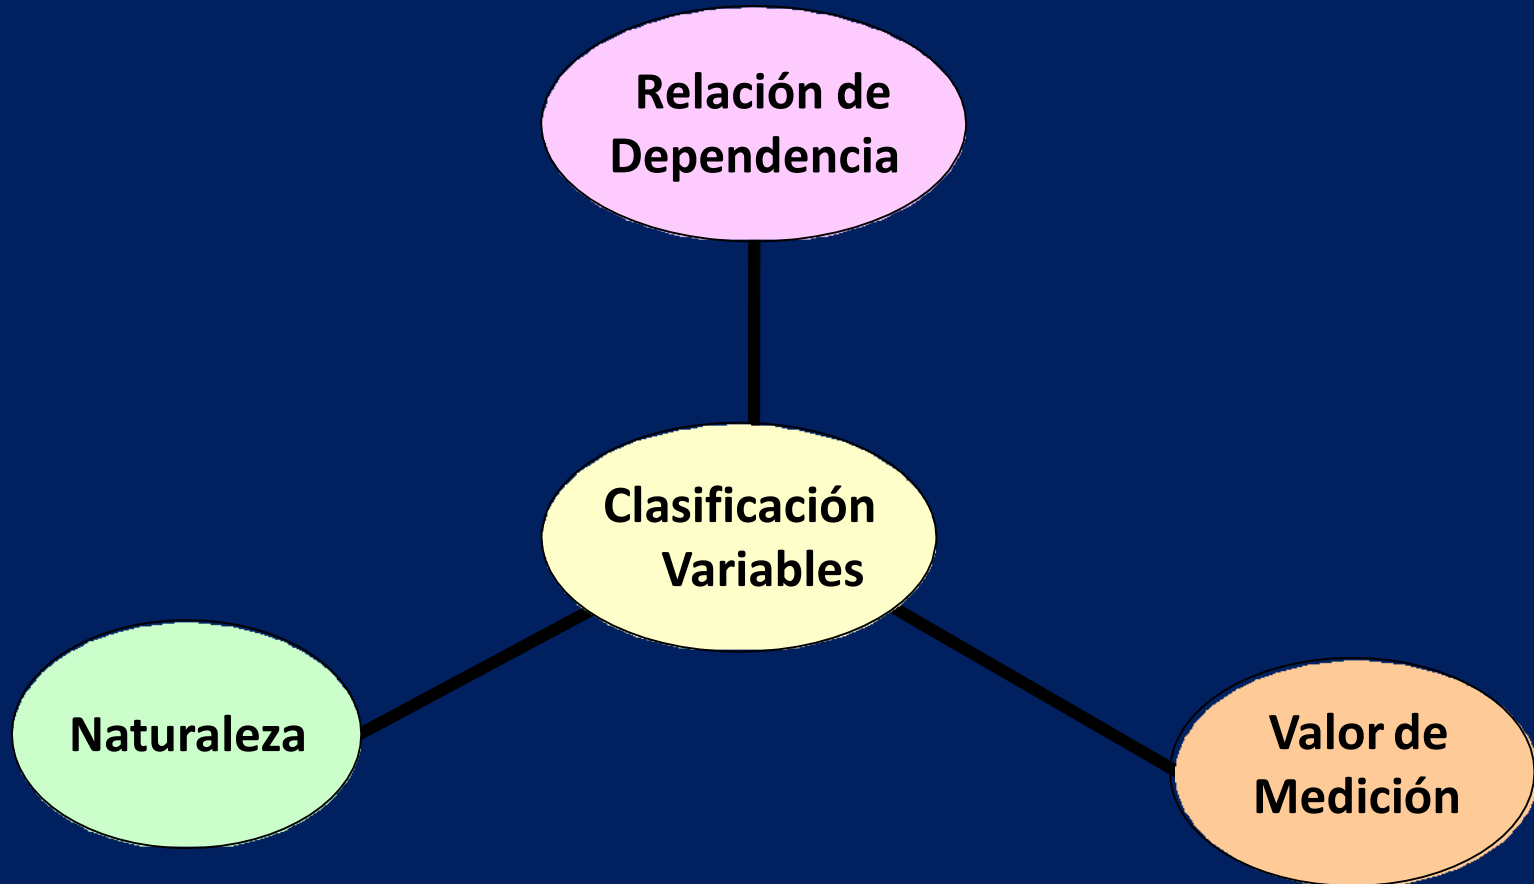 Relación de
Dependencia
Clasificación
Variables
Naturaleza
Valor de
Medición